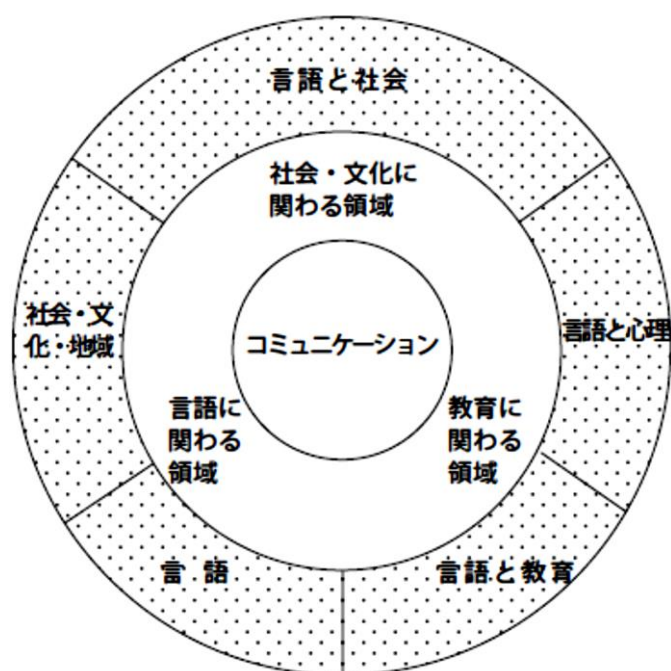 言語と社会
社会・文化に
関わる領域
社会・文
化・地域
コミュニケーション
言語と心理
言語に
関わる
領域
教育に
関わる
領域
言 語
言語と教育